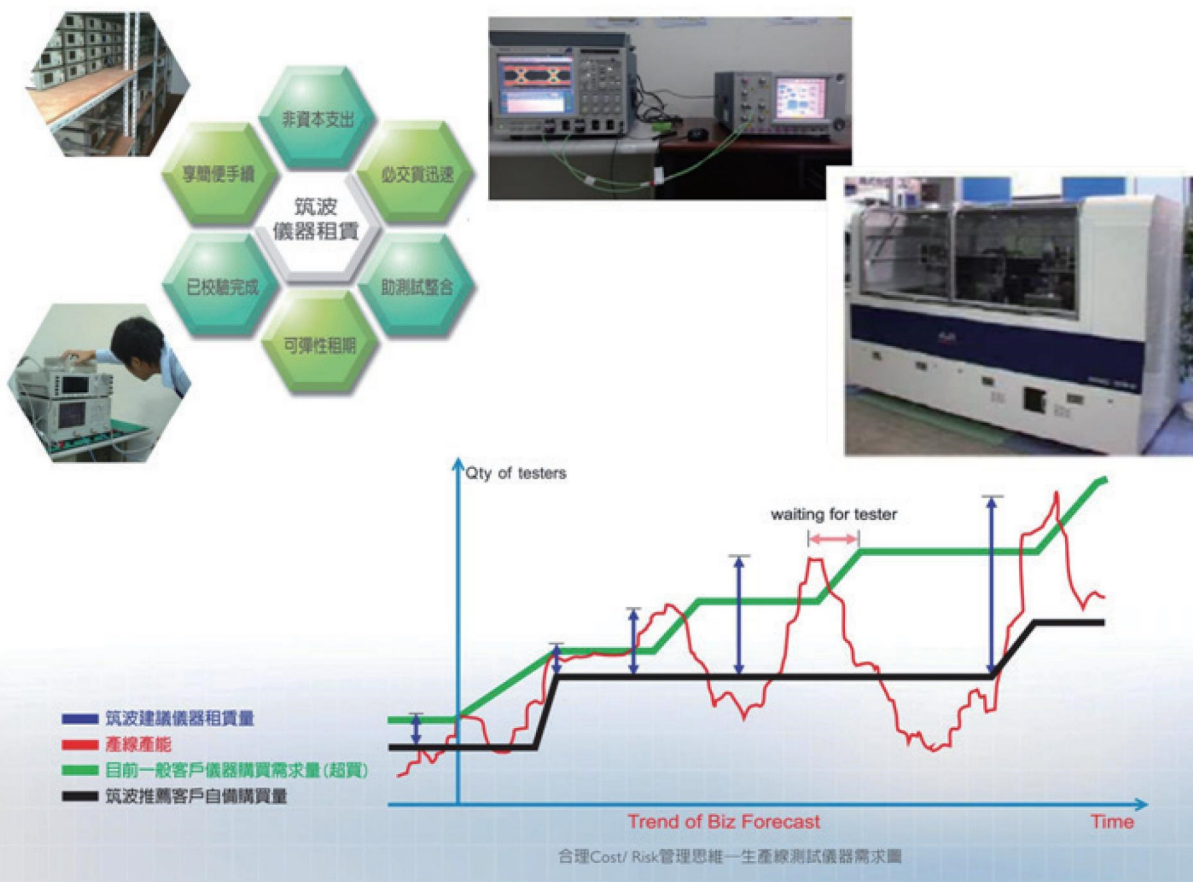 非資本支出
享簡便手續
必交貨迅速
筑波
儀器租賃
已校驗完成
助測試整合
可彈性租期
Qty of testers
waiting for tester
筑波建議儀器租賃量
產線產能
目前一般客戶儀器購買需求量(超買)
筑波推薦客戶自備購買量
Trend of Biz Forecast
Time
合理Cost/ Risk管理思維—生產線測試儀器需求圖